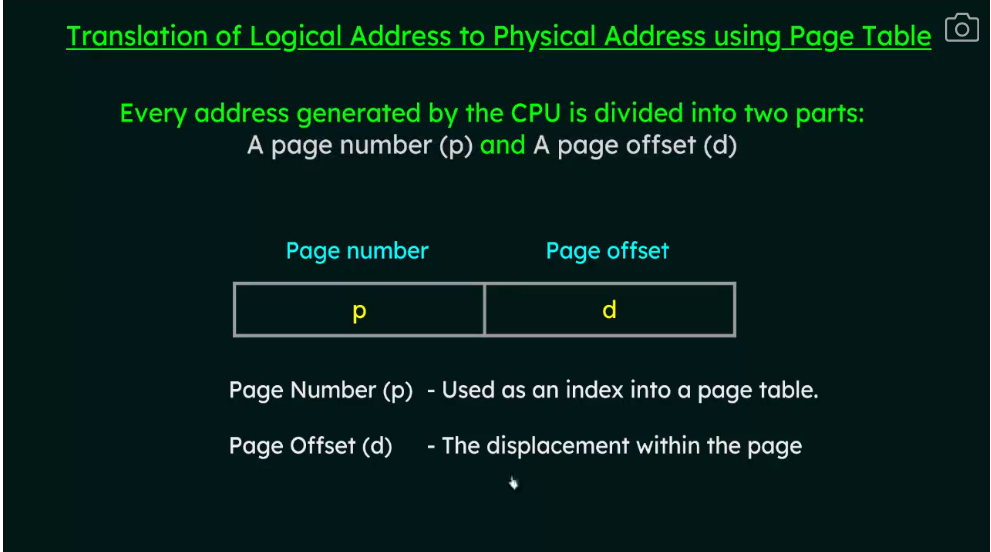 Translation of Logical Address to Physical Address using Page Table
Every address generated by the CPU is divided into two parts:
A page number (p) and A page offset (d)
Page number Page offset
p d
Page Number (p) - Used as an index into a page table.
Page Offset (d) - The displacement within the page